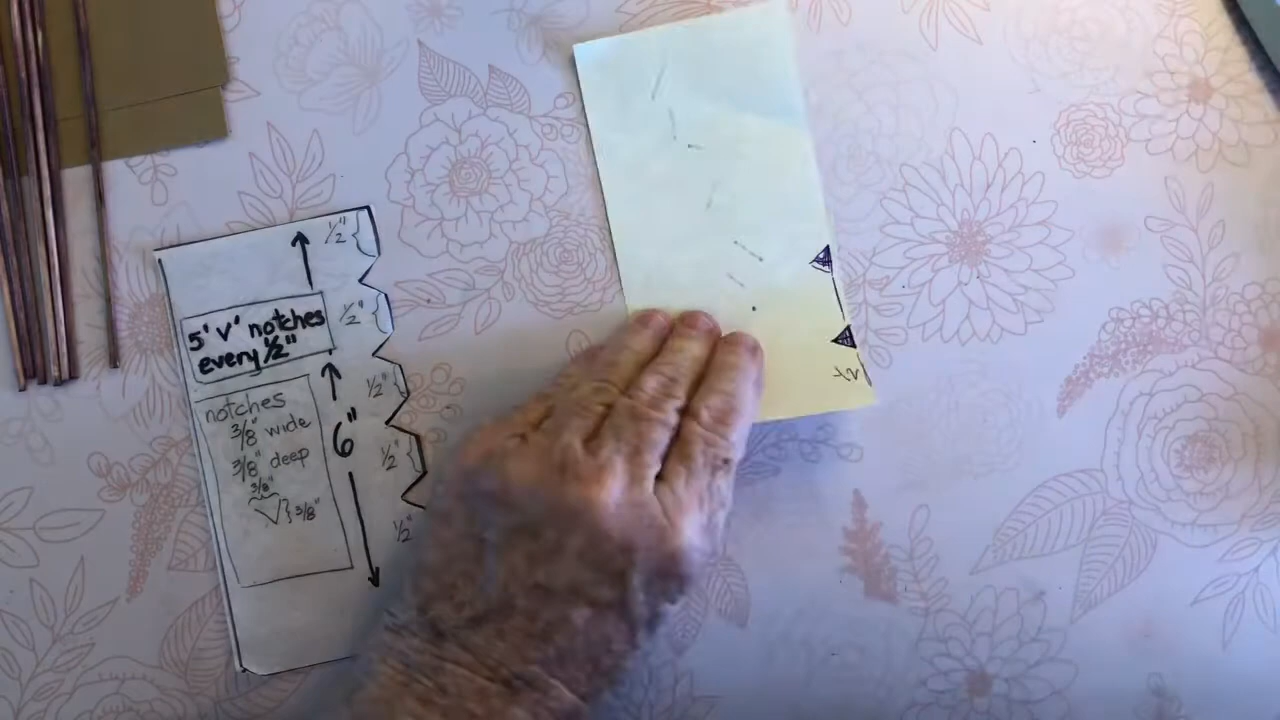 1/2"
1/2"
5 'V' notches
every 1/2"
1/2"
notches
3/8" wide
3/8" deep
3/8"
3/8"
6"
1/2"
1/2"